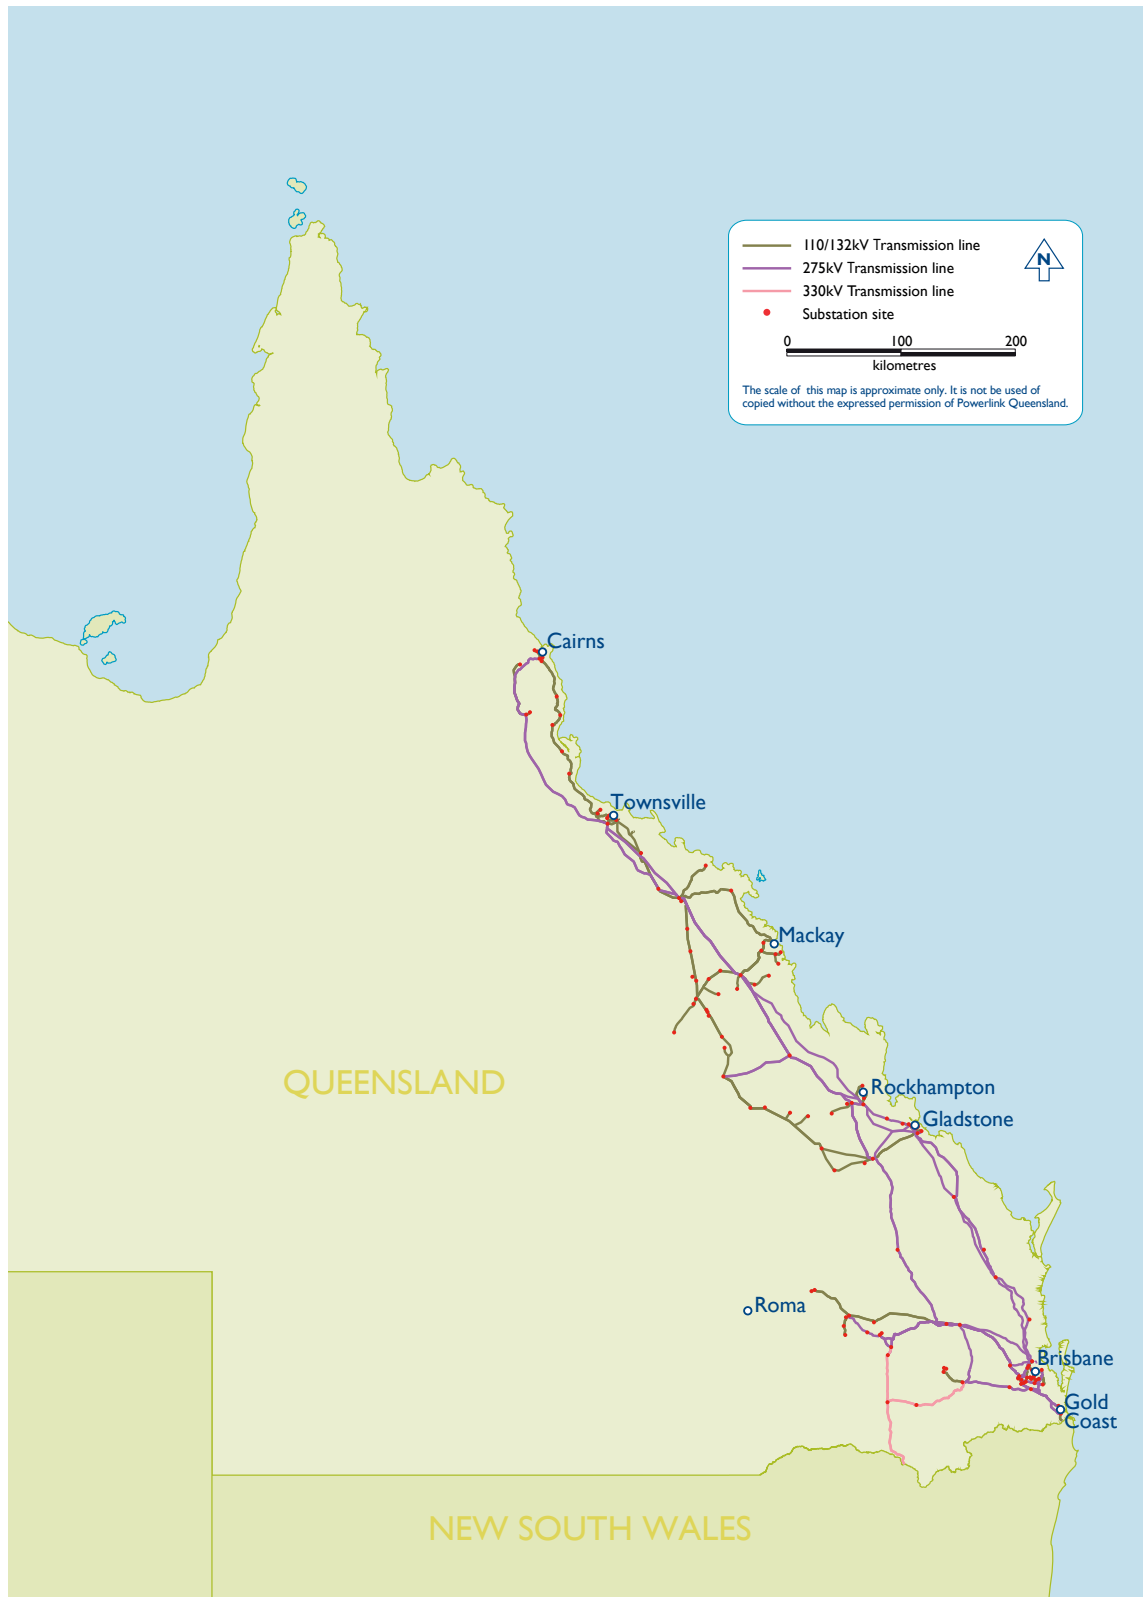 110/132kV Transmission line
275kV Transmission line
330kV Transmission line
Substation site
N
0 100 200
kilometres
The scale of this map is approximate only. It is not be used of
copied without the expressed permission of Powerlink Queensland.
Cairns
Townsville
Mackay
QUEENSLAND
Rockhampton
Gladstone
Roma
Brisbane
Gold
Coast
NEW SOUTH WALES